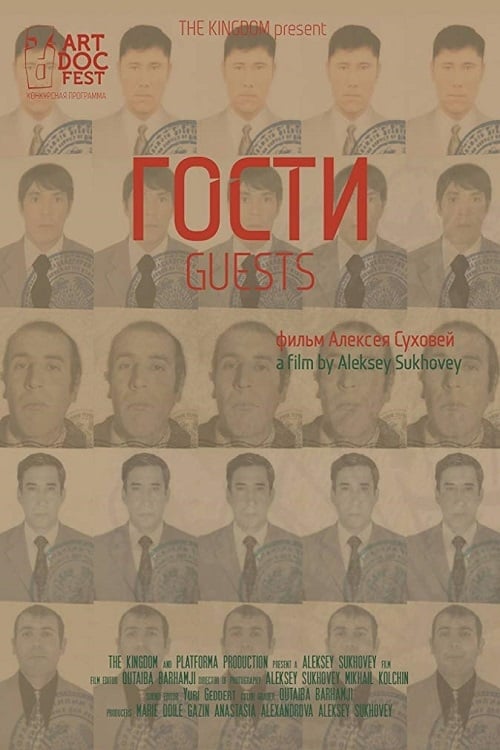 THE KINGDOM present
ART
DOC
FEST
КОНКУРСНАЯ ПРОГРАММА
ГОСТИ
GUESTS
фильм Алексея Суховей
a film by Aleksey Sukhovey
THE KINGDOM AND PLATFORMA PRODUCTION PRESENT A ALEKSEY SUKHOVEY FILM
FILM EDITOR QUTAIBA BARHAMJI DIRECTOR OF PHOTOGRAPHY ALEKSEY SUKHOVEY, MIKHAIL KOLCHIN
SOUND EDITOR YURI GEDDERT COLOR GRADER QUTAIBA BARHAMJI
PRODUCERS MARIE ODILE GAZIN ANASTASIA ALEXANDROVA ALEKSEY SUKHOVEY